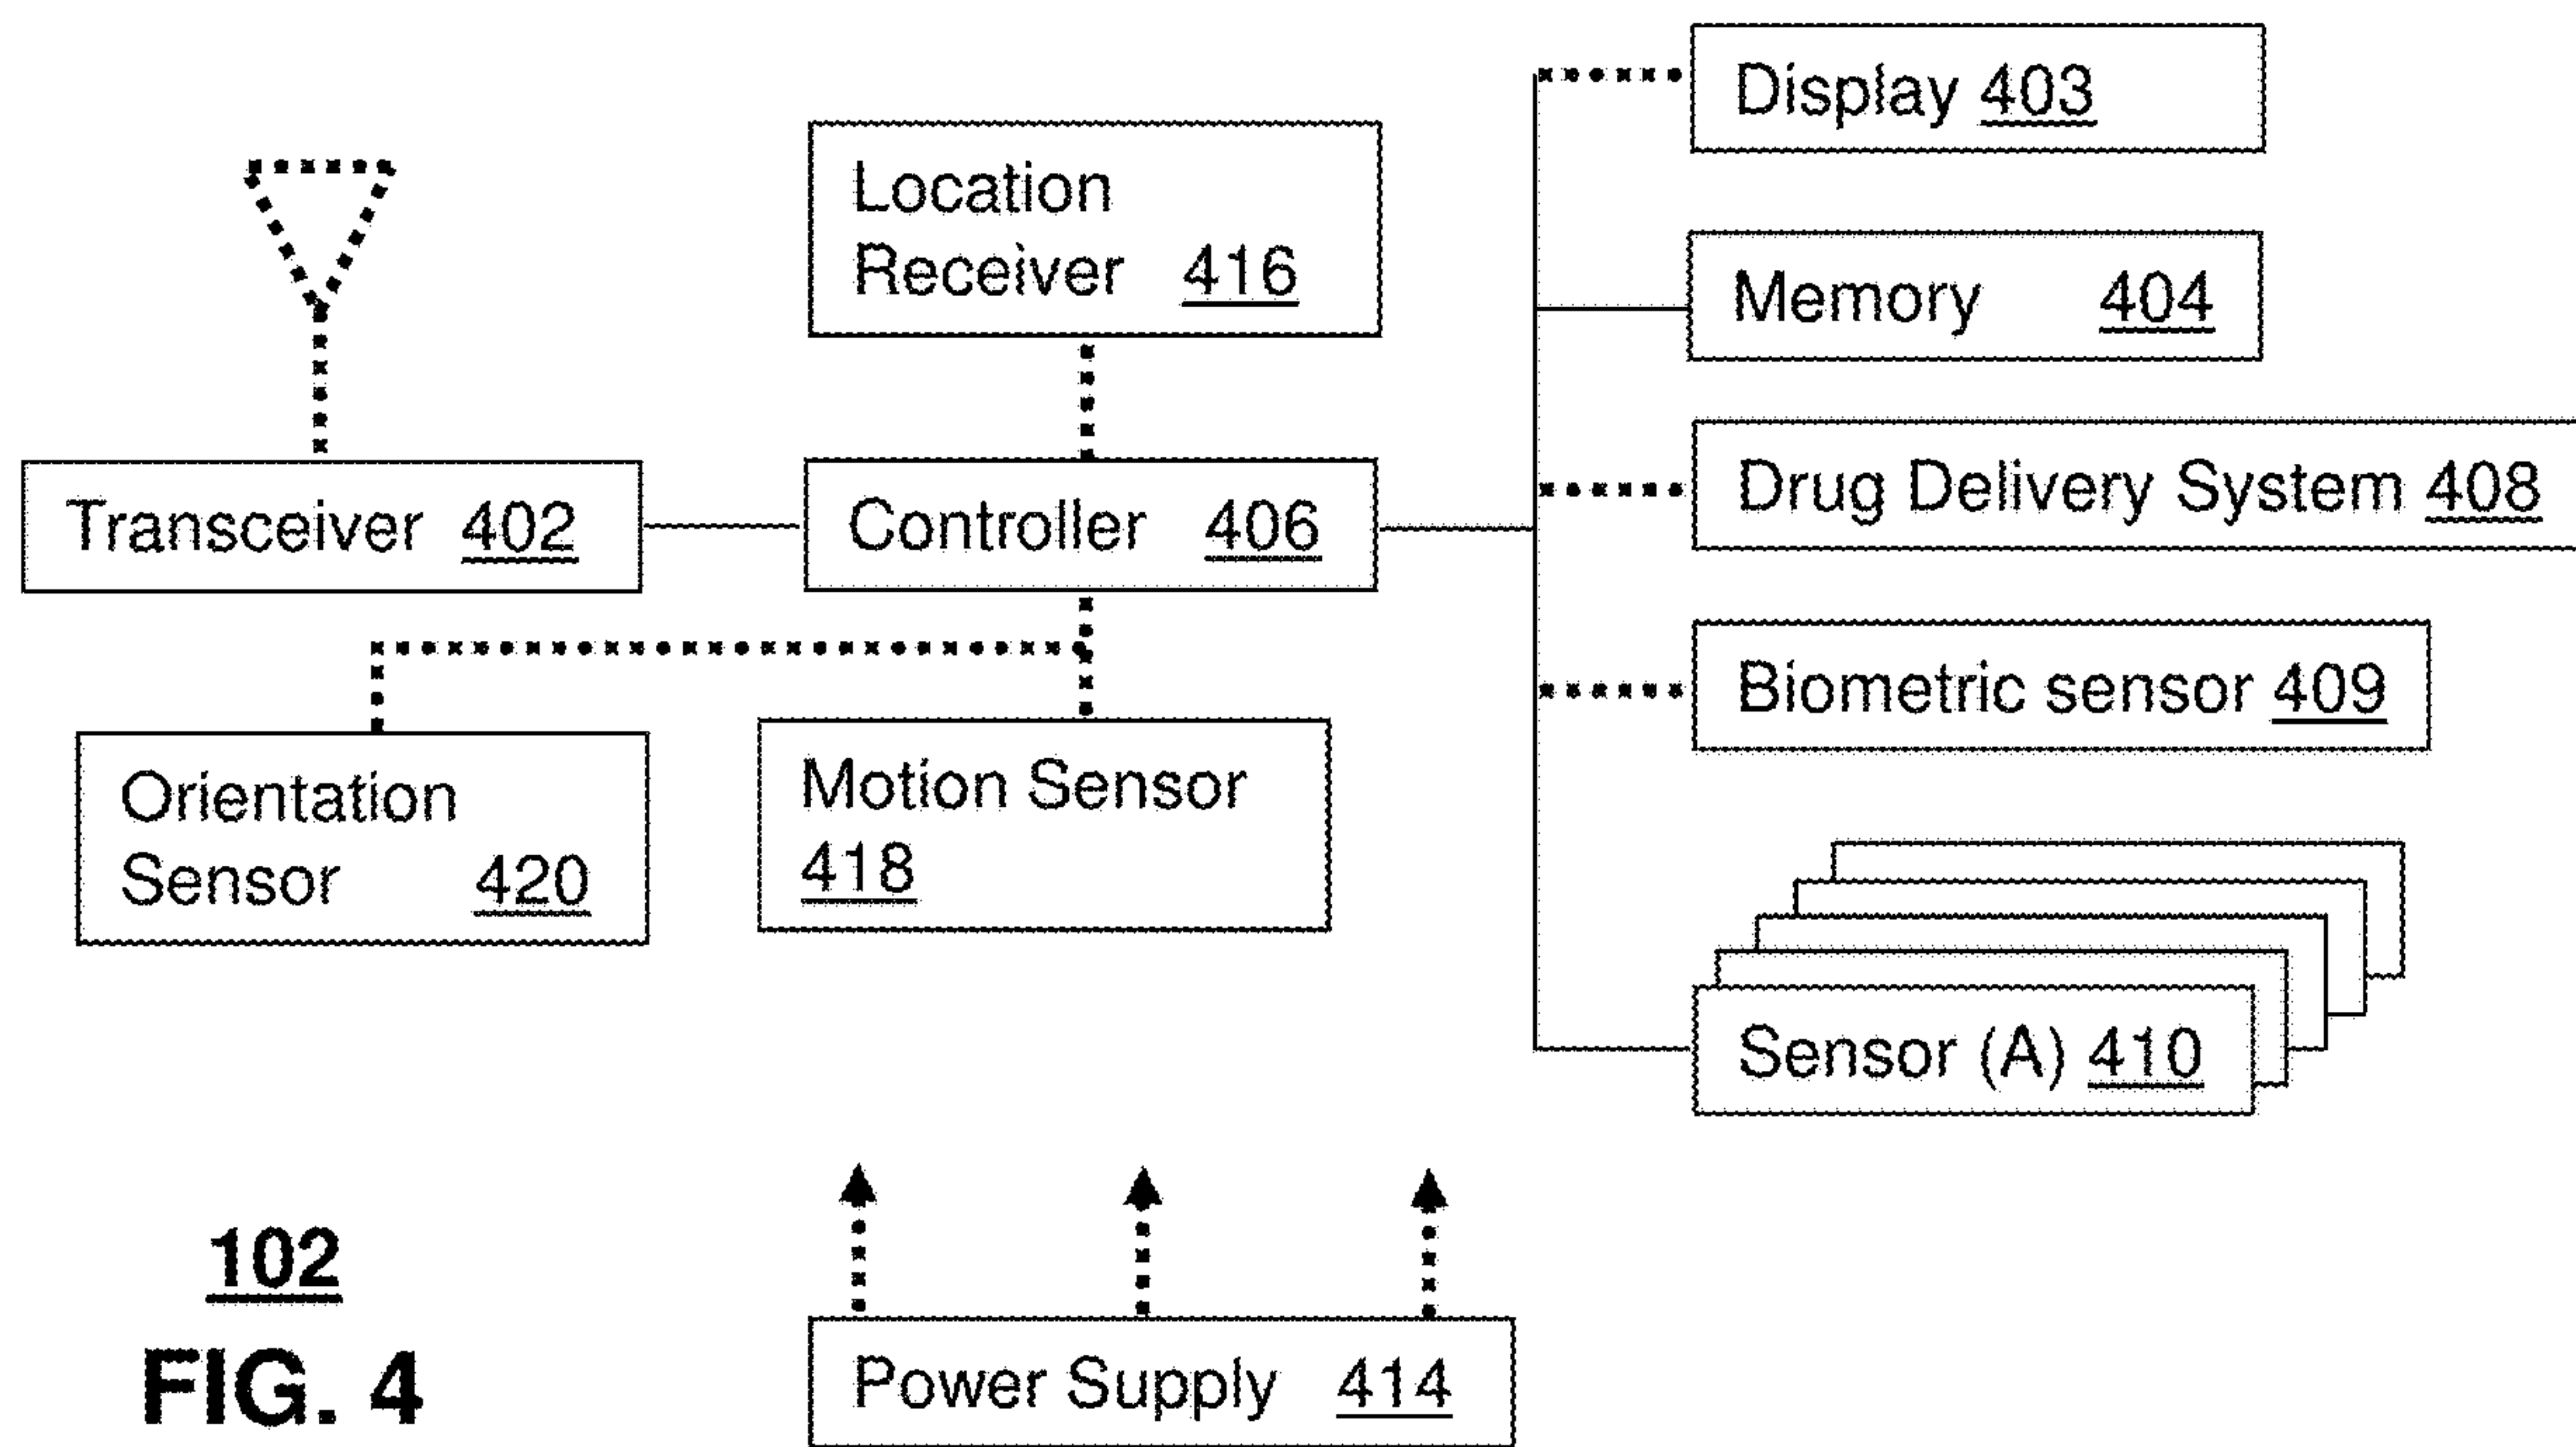 Display 403
Location
Receiver 416
Memory 404
Transceiver 402
Controller 406
Drug Delivery System 408
Biometric sensor 409
Orientation
Sensor 420
Motion Sensor
418
Sensor (A) 410
Power Supply 414
102
FIG. 4